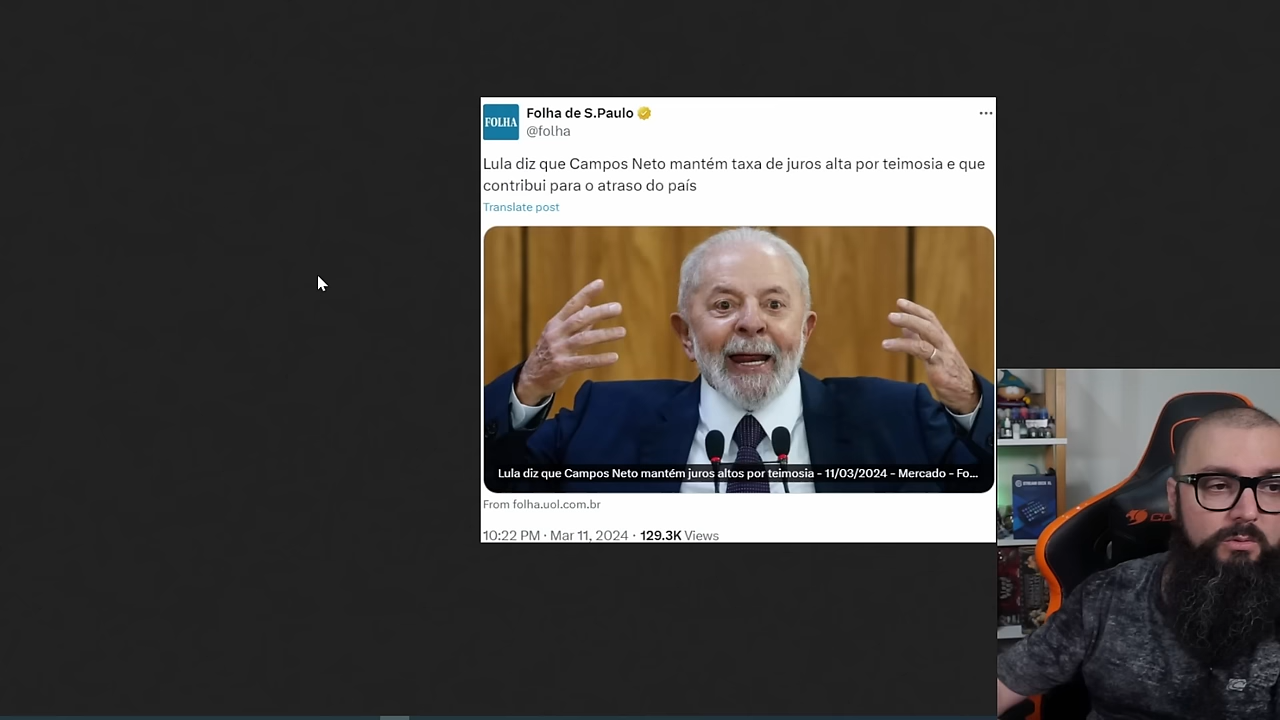 FOLHA
Folha de S.Paulo
@folha
Lula diz que Campos Neto mantém taxa de juros alta por teimosia e que
contribui para o atraso do país
Translate post
Lula diz que Campos Neto mantém juros altos por teimosia - 11/03/2024 - Mercado - Fo...
From folha.uol.com.br
10:22 PM · Mar 11, 2024 · 129.3K Views